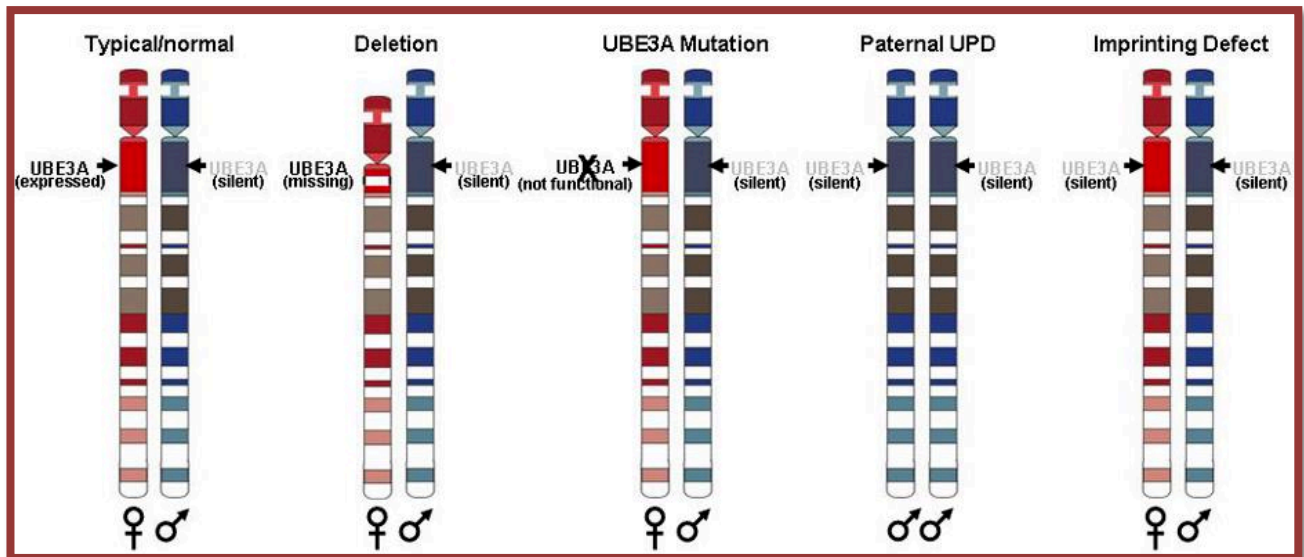 Typical/normal
Deletion
UBE3A Mutation
Paternal UPD
Imprinting Defect
UBE3A
(expressed)
UBE3A
(silent)
UBE3A
(missing)
UBE3A
(silent)
UBE3A
(not functional)
UBE3A
(silent)
UBE3A
(silent)
UBE3A
(silent)
UBE3A
(silent)
UBE3A
(silent)
♀ ♂
♀ ♂
♀ ♂
♂ ♂
♀ ♂